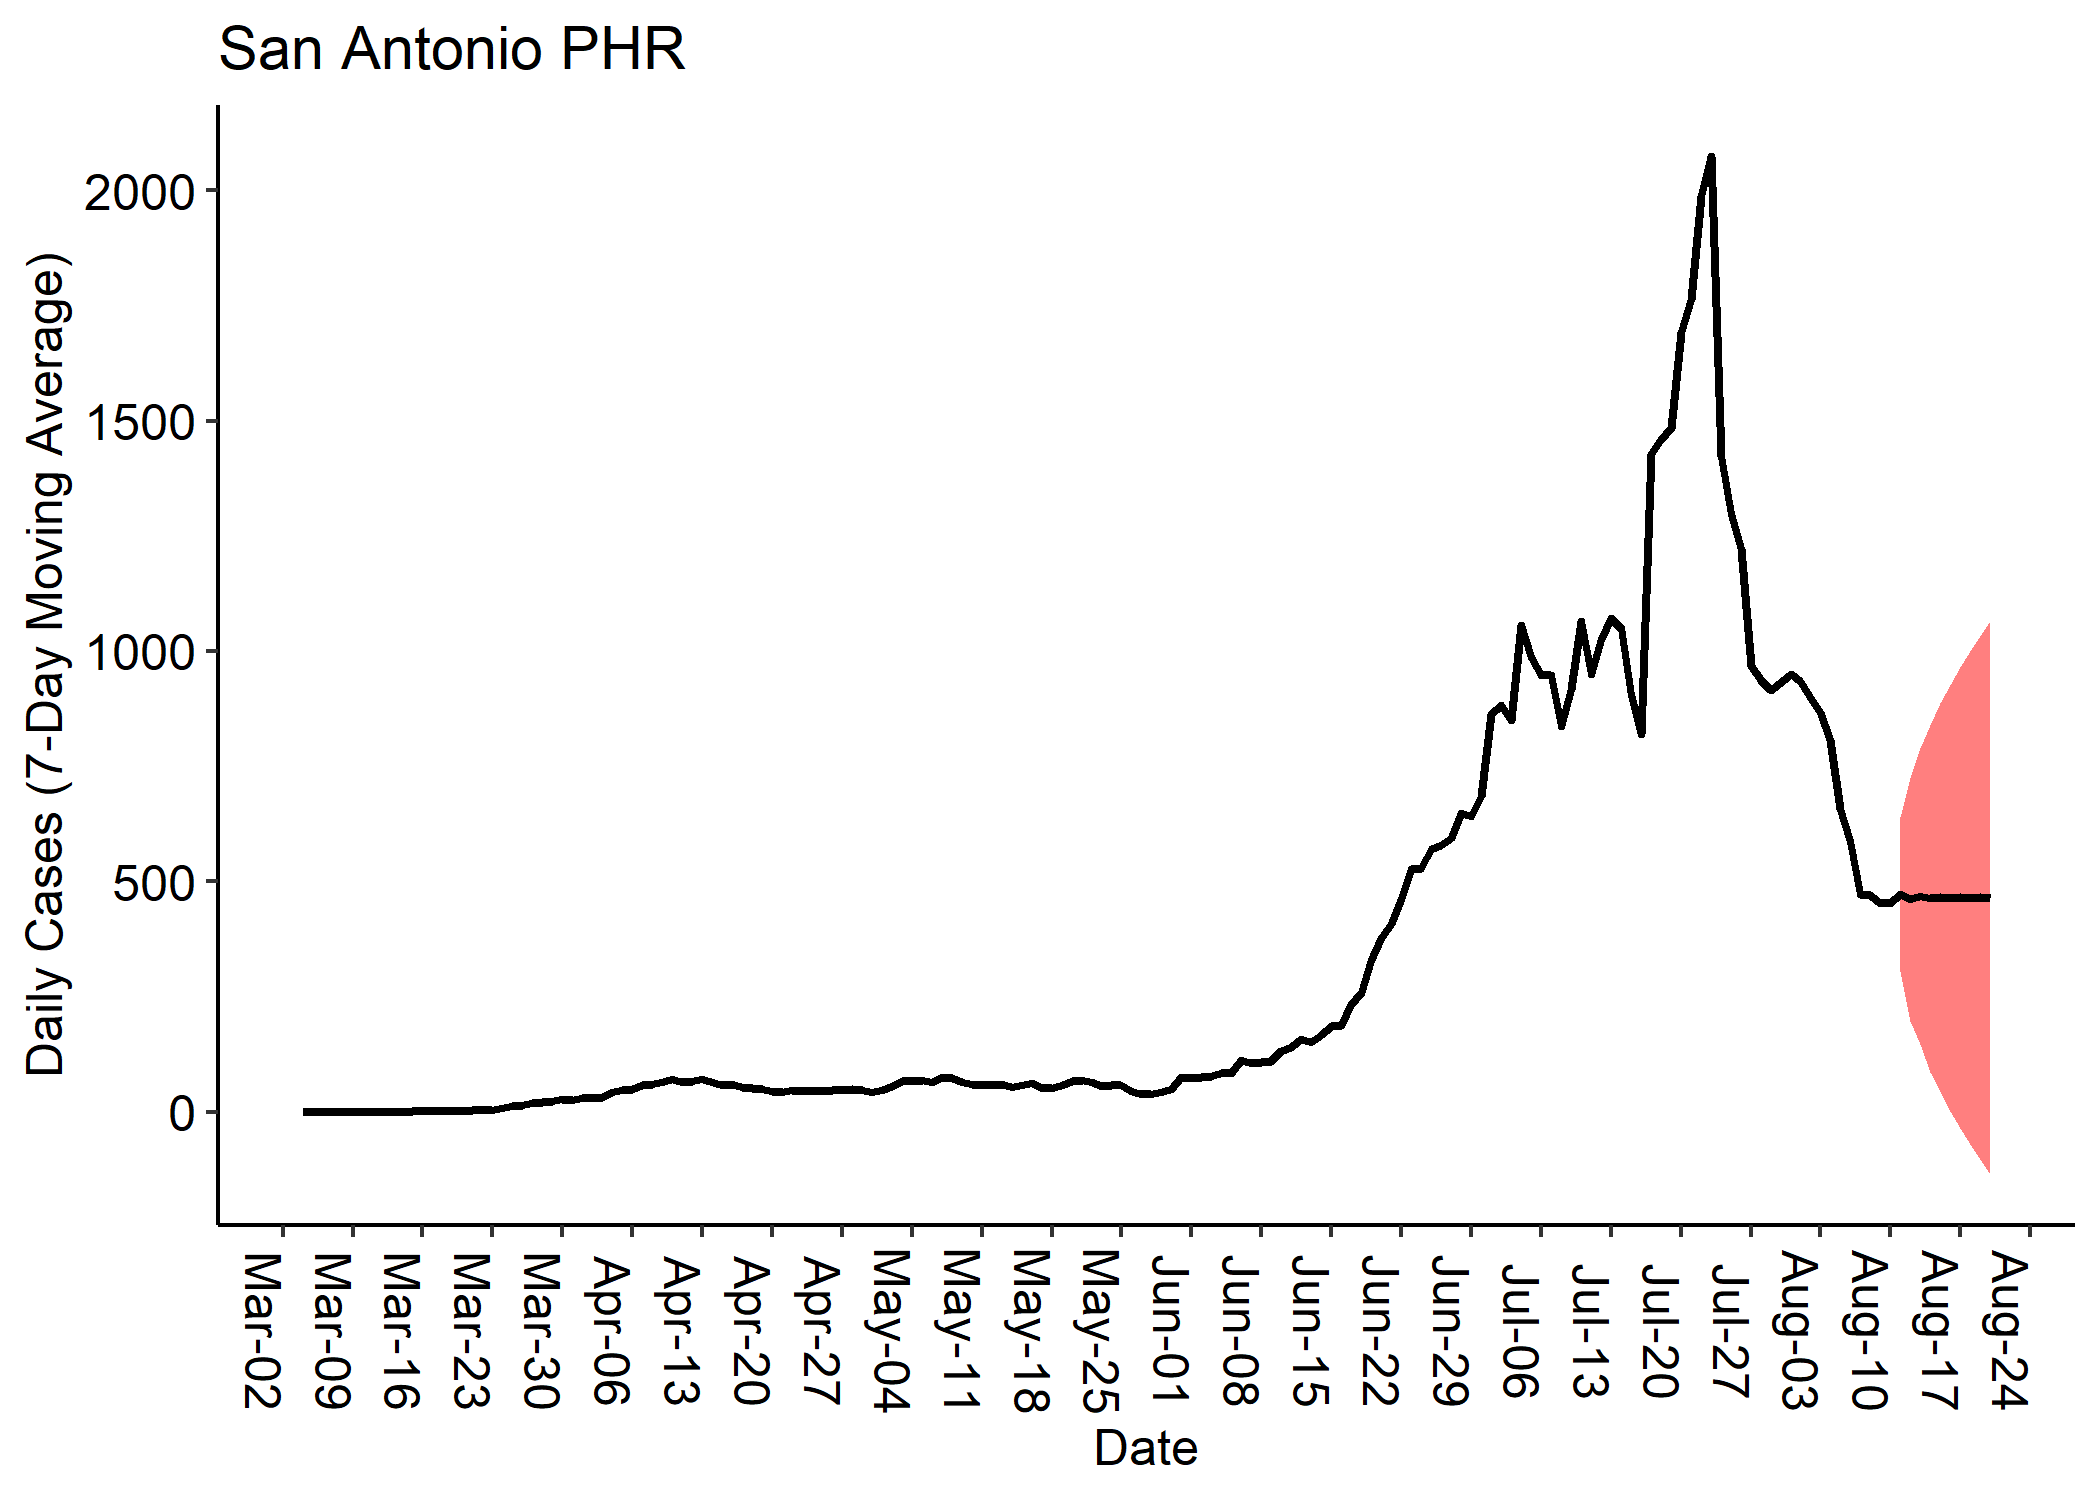 San Antonio PHR
Daily Cases (7-Day Moving Average)
2000
1500
1000
500
0
Mar-02
Mar-09
Mar-16
Mar-23
Mar-30
Apr-06
Apr-13
Apr-20
Apr-27
May-04
May-11
May-18
May-25
Jun-01
Jun-08
Jun-15
Jun-22
Jun-29
Jul-06
Jul-13
Jul-20
Jul-27
Aug-03
Aug-10
Aug-17
Aug-24
Date